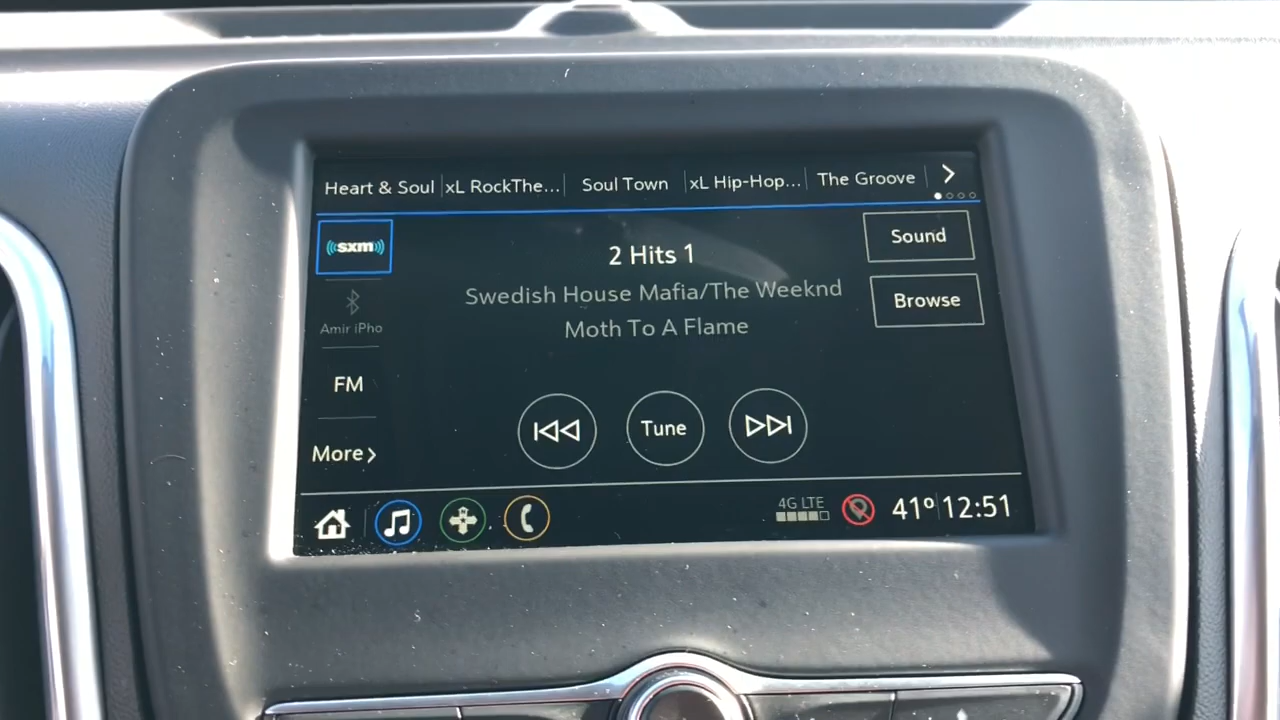 Heart & Soul xL RockThe... Soul Town xL Hip-Hop... The Groove >
((sxm))
2 Hits 1
Sound
Swedish House Mafia/The Weeknd
Browse
Amir iPho
Moth To A Flame
FM
Tune
More >
4G LTE 41° 12:51